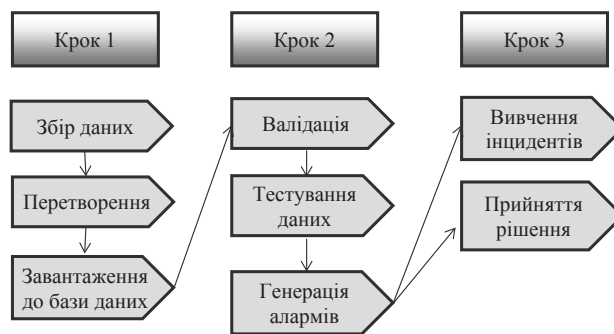 Крок 1
Збір даних
Перетворення
Завантаження
до бази даних
Крок 2
Валідація
Тестування
даних
Генерація
алармів
Крок 3
Вивчення
інцидентів
Прийняття
рішення